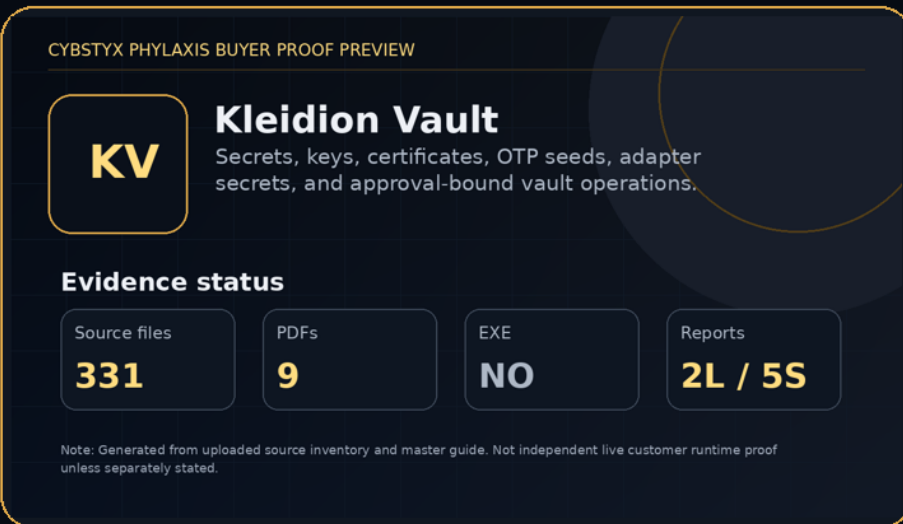 CYBSTYX PHYLAXIS BUYER PROOF PREVIEW
KV
Kleidion Vault
Secrets, keys, certificates, OTP seeds, adapter
secrets, and approval-bound vault operations.
Evidence status
Source files
331
PDFs
9
EXE
NO
Reports
2L / 5S
Note: Generated from uploaded source inventory and master guide. Not independent live customer runtime proof
unless separately stated.